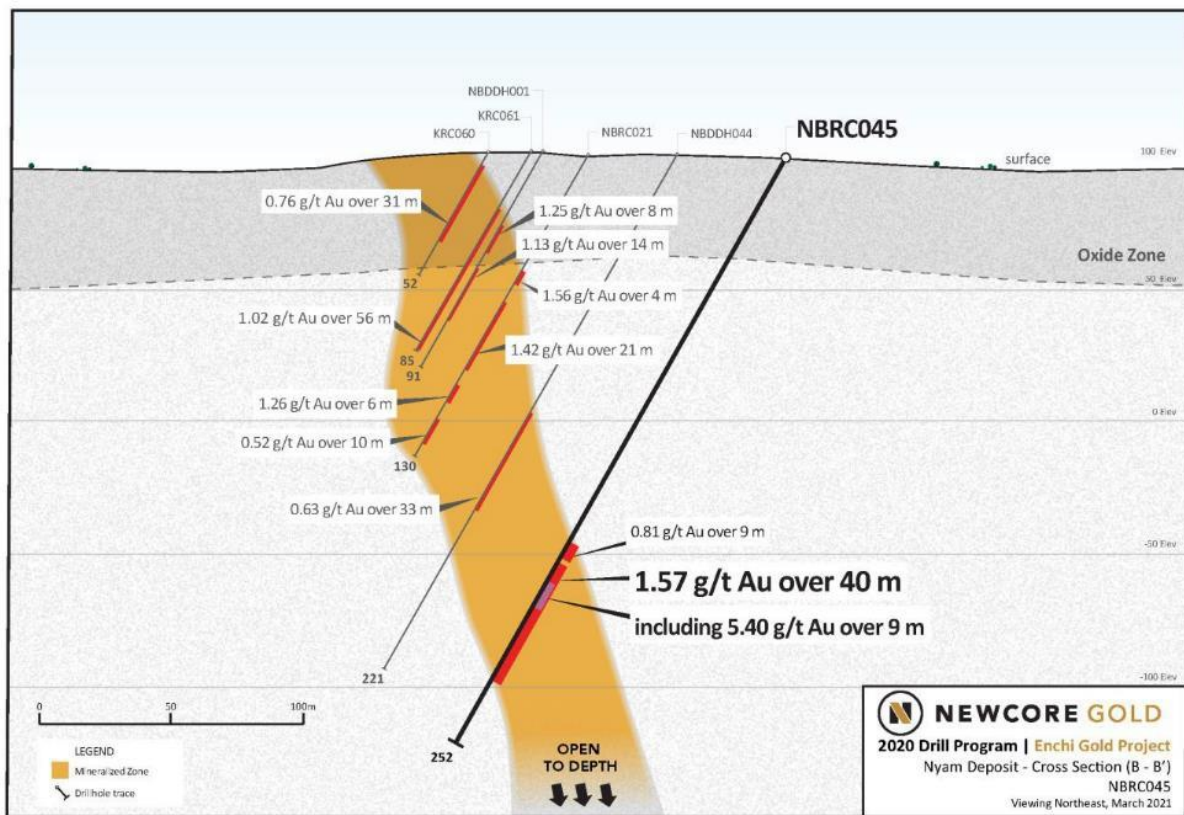 NBDDH001
KRC061
KRC060
NBRC021
NBDDH044
NBRC045
surface
100 Elev
0.76 g/t Au over 31 m
1.25 g/t Au over 8 m
1.13 g/t Au over 14 m
Oxide Zone
52
50 Elev
1.56 g/t Au over 4 m
1.02 g/t Au over 56 m
1.42 g/t Au over 21 m
85
91
1.26 g/t Au over 6 m
0 Elev
0.52 g/t Au over 10 m
130
0.63 g/t Au over 33 m
0.81 g/t Au over 9 m
-50 Elev
1.57 g/t Au over 40 m
including 5.40 g/t Au over 9 m
221
-100 Elev
0 50 100m
252
OPEN
TO DEPTH
LEGEND
Mineralized Zone
Drillhole trace
NEWCORE GOLD
2020 Drill Program | Enchi Gold Project
Nyam Deposit - Cross Section (B - B')
NBRC045
Viewing Northeast, March 2021